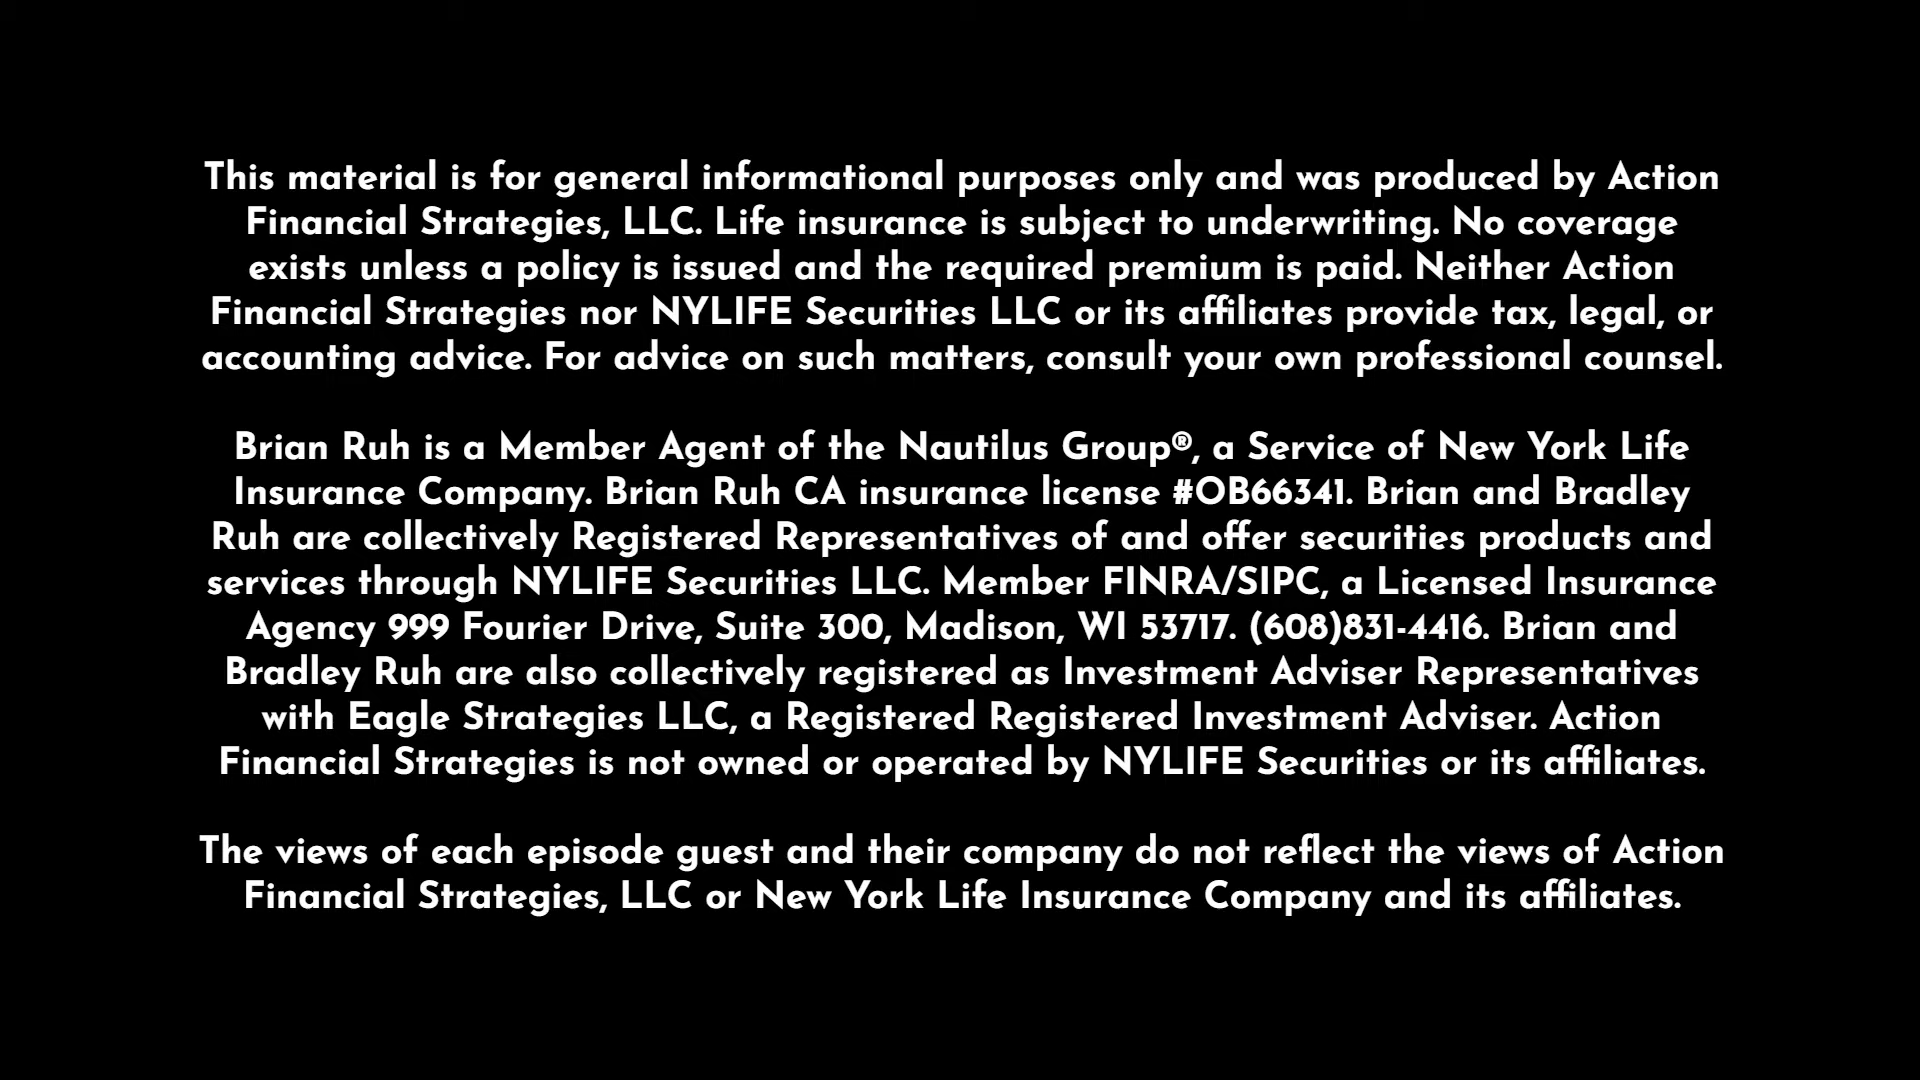 This material is for general informational purposes only and was produced by Action
Financial Strategies, LLC. Life insurance is subject to underwriting. No coverage
exists unless a policy is issued and the required premium is paid. Neither Action
Financial Strategies nor NYLIFE Securities LLC or its affiliates provide tax, legal, or
accounting advice. For advice on such matters, consult your own professional counsel.
Brian Ruh is a Member Agent of the Nautilus Group®, a Service of New York Life
Insurance Company. Brian Ruh CA insurance license #OB66341. Brian and Bradley
Ruh are collectively Registered Representatives of and offer securities products and
services through NYLIFE Securities LLC. Member FINRA/SIPC, a Licensed Insurance
Agency 999 Fourier Drive, Suite 300, Madison, WI 53717. (608)831-4416. Brian and
Bradley Ruh are also collectively registered as Investment Adviser Representatives
with Eagle Strategies LLC, a Registered Registered Investment Adviser. Action
Financial Strategies is not owned or operated by NYLIFE Securities or its affiliates.
The views of each episode guest and their company do not reflect the views of Action
Financial Strategies, LLC or New York Life Insurance Company and its affiliates.